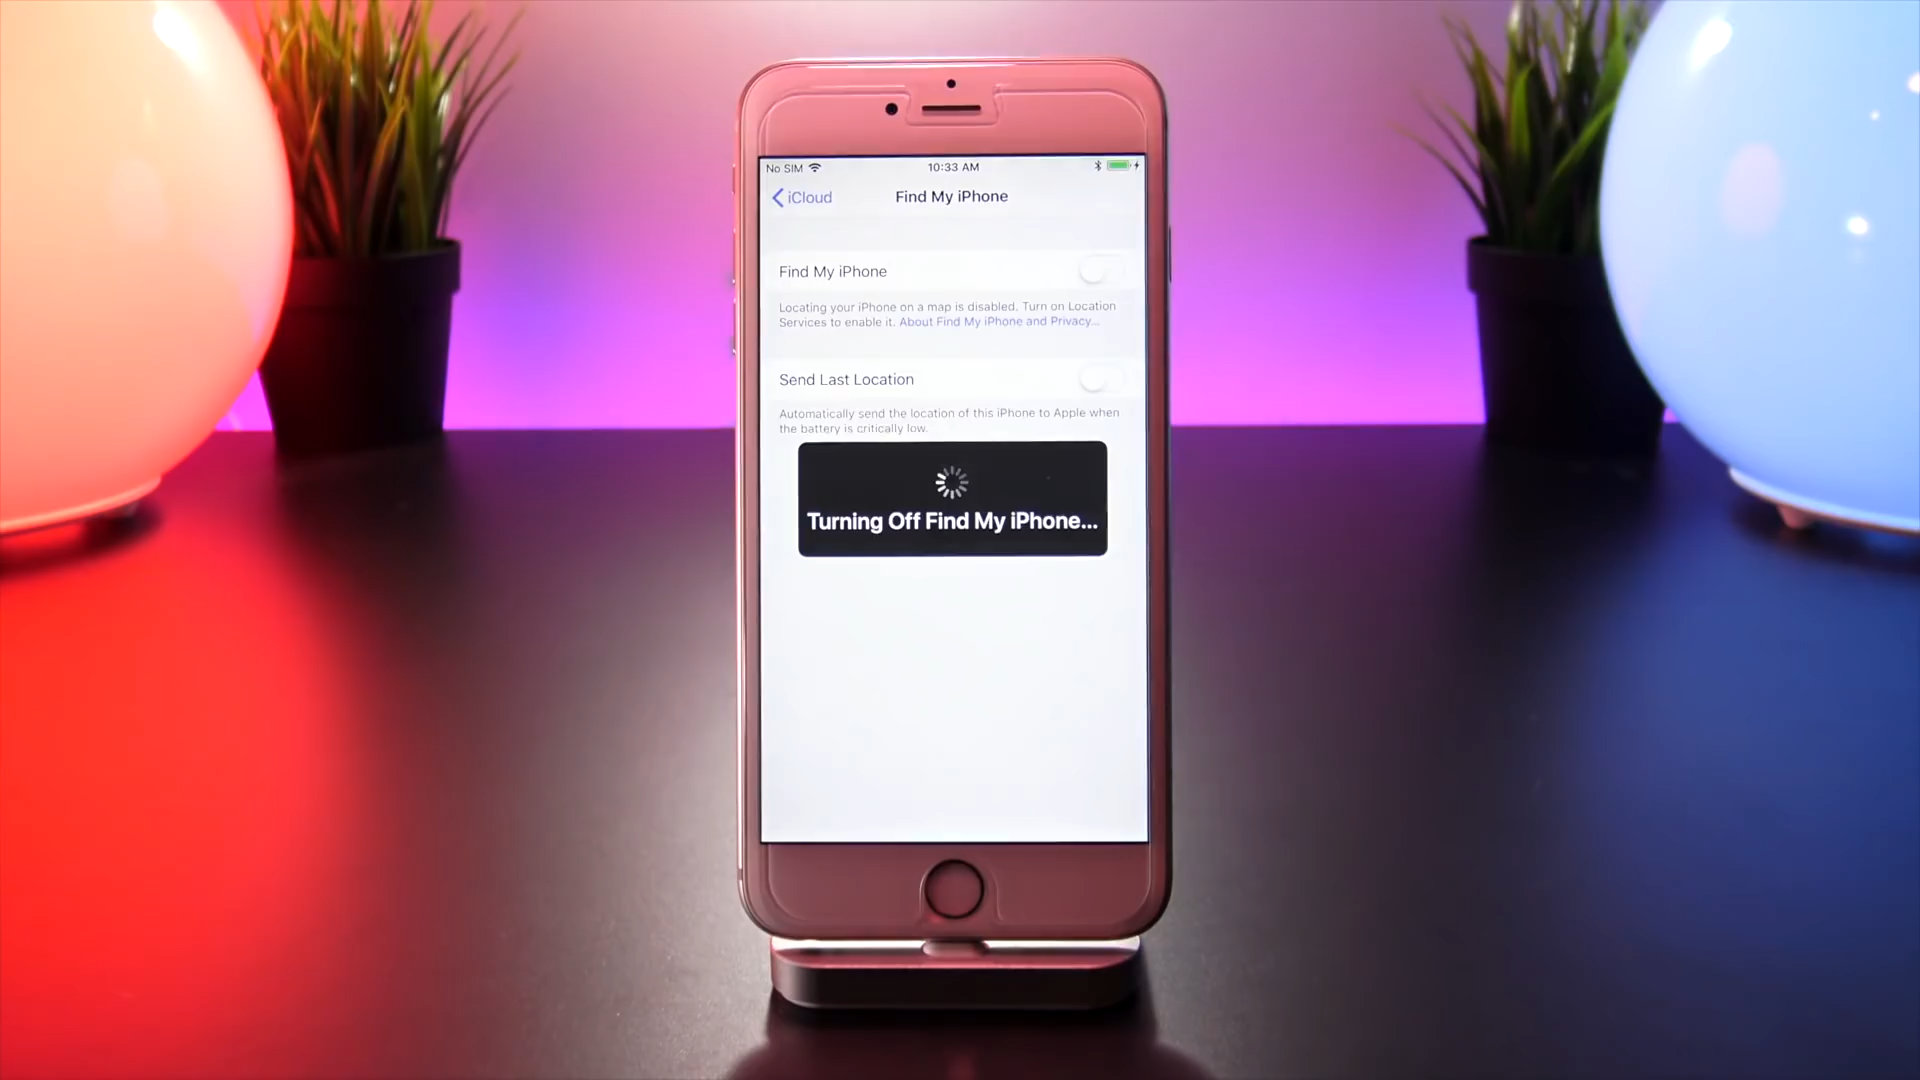 No SIM 10:33 AM
iCloud Find My iPhone
Find My iPhone
Locating your iPhone on a map is disabled. Turn on Location
Services to enable it. About Find My iPhone and Privacy...
Send Last Location
Automatically send the location of this iPhone to Apple when
the battery is critically low.
Turning Off Find My iPhone...